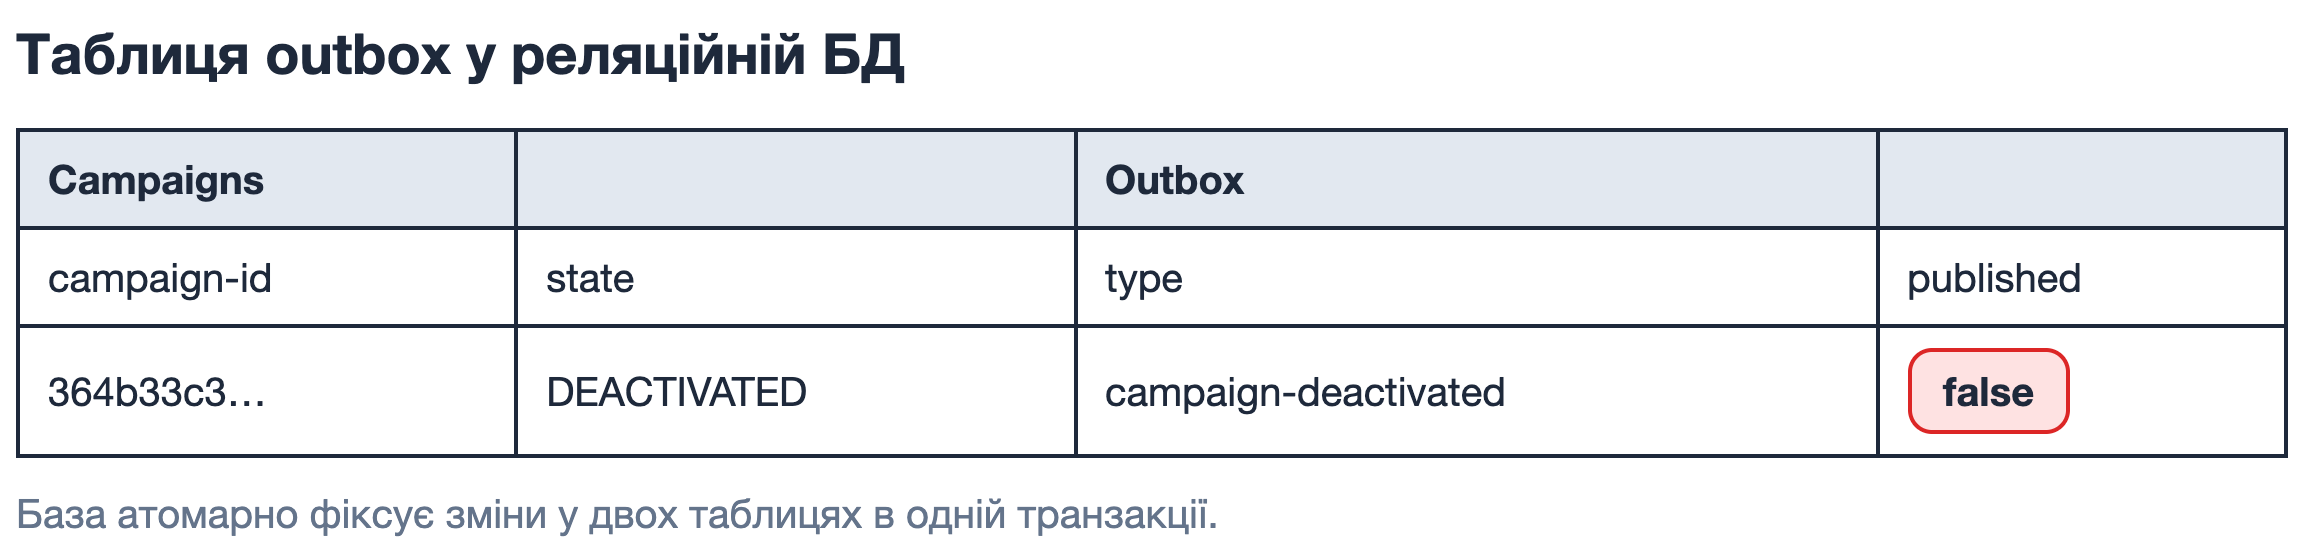 Таблиця outbox у реляційній БД
Campaigns Outbox
campaign-id state type published
364b33c3… DEACTIVATED campaign-deactivated false
База атомарно фіксує зміни у двох таблицях в одній транзакції.